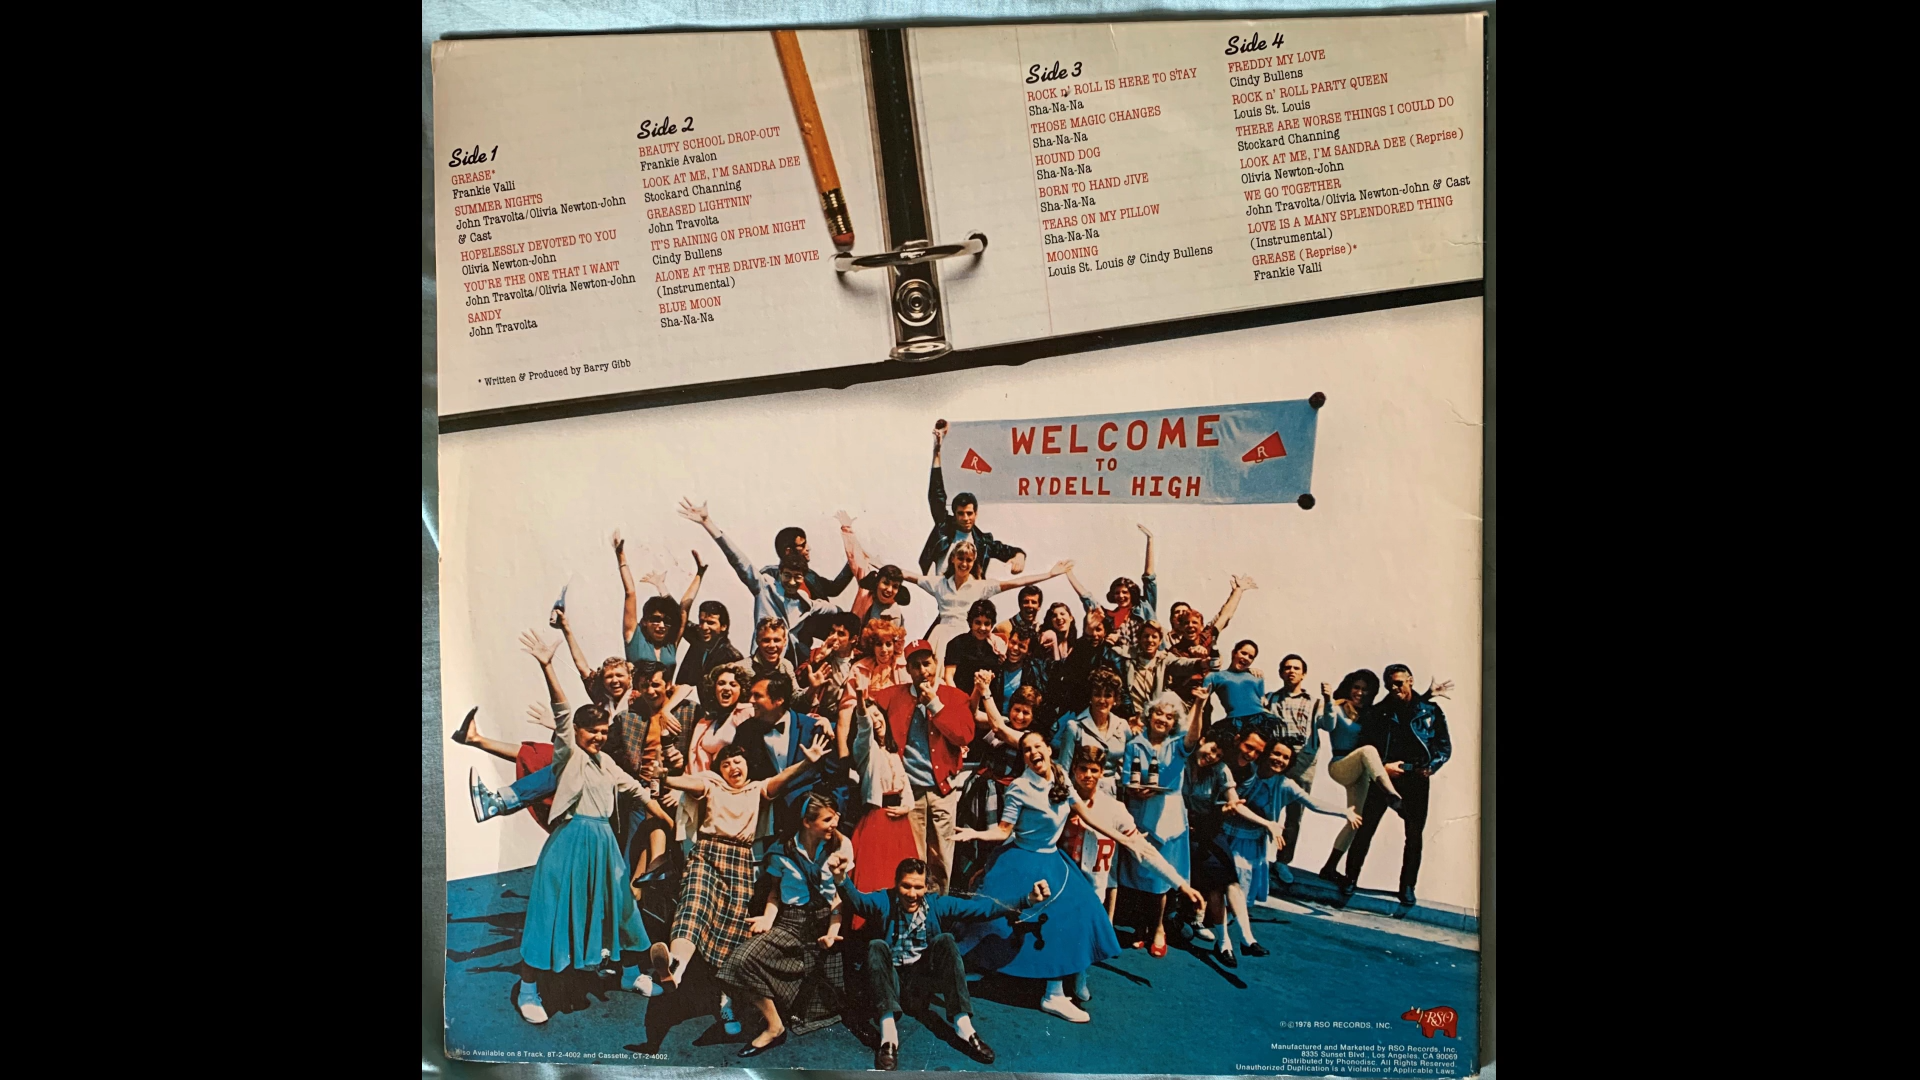 Side 1
GREASE*
Frankie Valli
SUMMER NIGHTS
John Travolta/Olivia Newton-John
& Cast
HOPELESSLY DEVOTED TO YOU
Olivia Newton-John
YOU'RE THE ONE THAT I WANT
John Travolta/Olivia Newton-John
SANDY
John Travolta
* Written & Produced by Barry Gibb
Side 2
BEAUTY SCHOOL DROP-OUT
Frankie Avalon
LOOK AT ME, I'M SANDRA DEE
Stockard Channing
GREASED LIGHTNIN'
John Travolta
IT'S RAINING ON PROM NIGHT
Cindy Bullens
ALONE AT THE DRIVE-IN MOVIE
(Instrumental)
BLUE MOON
Sha-Na-Na
Side 3
ROCK n' ROLL IS HERE TO STAY
Sha-Na-Na
THOSE MAGIC CHANGES
Sha-Na-Na
HOUND DOG
Sha-Na-Na
BORN TO HAND JIVE
Sha-Na-Na
TEARS ON MY PILLOW
Sha-Na-Na
MOONING
Louis St. Louis & Cindy Bullens
Side 4
FREDDY MY LOVE
Cindy Bullens
ROCK n' ROLL PARTY QUEEN
Louis St. Louis
THERE ARE WORSE THINGS I COULD DO
Stockard Channing
LOOK AT ME, I'M SANDRA DEE (Reprise)
Olivia Newton-John
WE GO TOGETHER
John Travolta/Olivia Newton-John & Cast
LOVE IS A MANY SPLENDORED THING
(Instrumental)
GREASE (Reprise)*
Frankie Valli
WELCOME
R R
TO
RYDELL HIGH
R
R
Also Available on 8 Track, 8T-2-4002 and Cassette, CT-2-4002.
℗ © 1978 RSO RECORDS, INC.
RSO
Manufactured and Marketed by RSO Records, Inc.
8335 Sunset Blvd., Los Angeles, CA 90069
Distributed by Phonodisc. All Rights Reserved.
Unauthorized Duplication is a Violation of Applicable Laws.